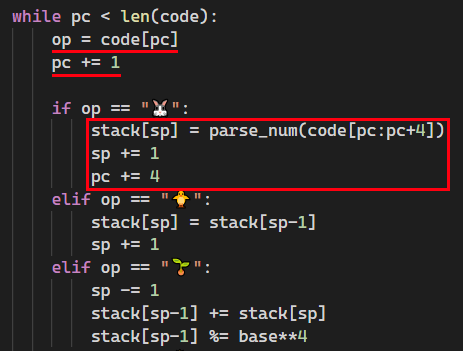 while pc < len(code):
    op = code[pc]
    pc += 1
    if op == "🐰":
        stack[sp] = parse_num(code[pc:pc+4])
        sp += 1
        pc += 4
    elif op == "🐥":
        stack[sp] = stack[sp-1]
        sp += 1
    elif op == "🌱":
        sp -= 1
        stack[sp-1] += stack[sp]
        stack[sp-1] %= base**4